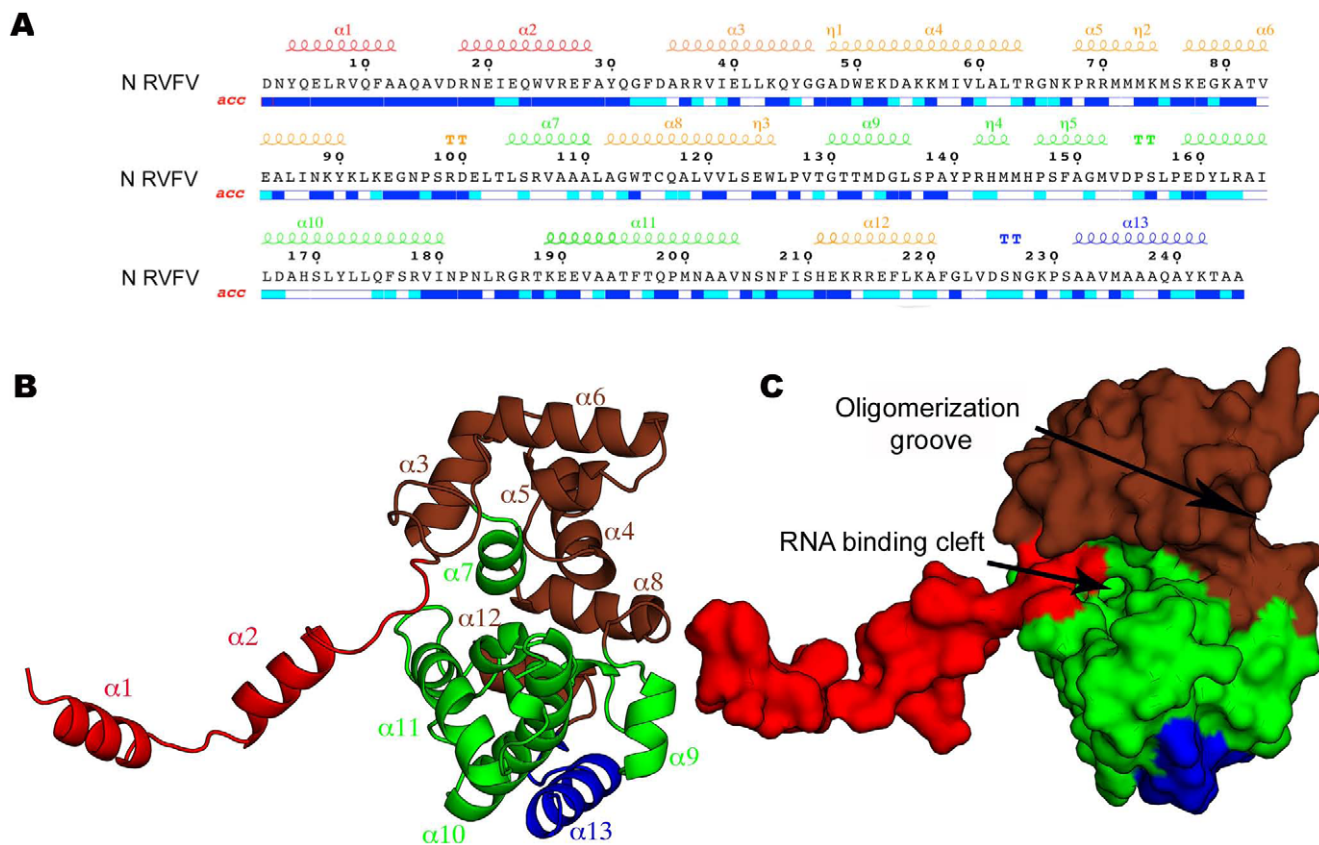 A
α1 α2 α3 η1 α4 α5 η2 α6
10 20 30 40 50 60 70 80
N RVFV DNYQELRVQFAAQAVDRNEIEQWVREFAYQGFDARRVIELLKQYGGADWEKDAKKMIVLALTRGNKPRRMMMKMSKEGKATV
acc
TT α7 α8 η3 α9 η4 η5 TT
90 100 110 120 130 140 150 160
N RVFV EALINKYKLKEGNPSRDELTLSRVAAALAGWTCQALVVLSEWLPVTGTTMDGLSPAYPRHMMHPSFAGMVDPSLPEDYLRAI
acc
α10 α11 α12 TT α13
170 180 190 200 210 220 230 240
N RVFV LDAHSLYLLQFSRVINPNLRGRTKEEVAATFTQPMNAAVNSNFISHEKRREFLKAFGLVDSNGKPSAAVMAAAQAYKTAA
acc
B
α6
α3
α5
α4
α7
α8
α12
α2
α1
α11
α9
α10
α13
C
Oligomerization
groove
RNA binding cleft